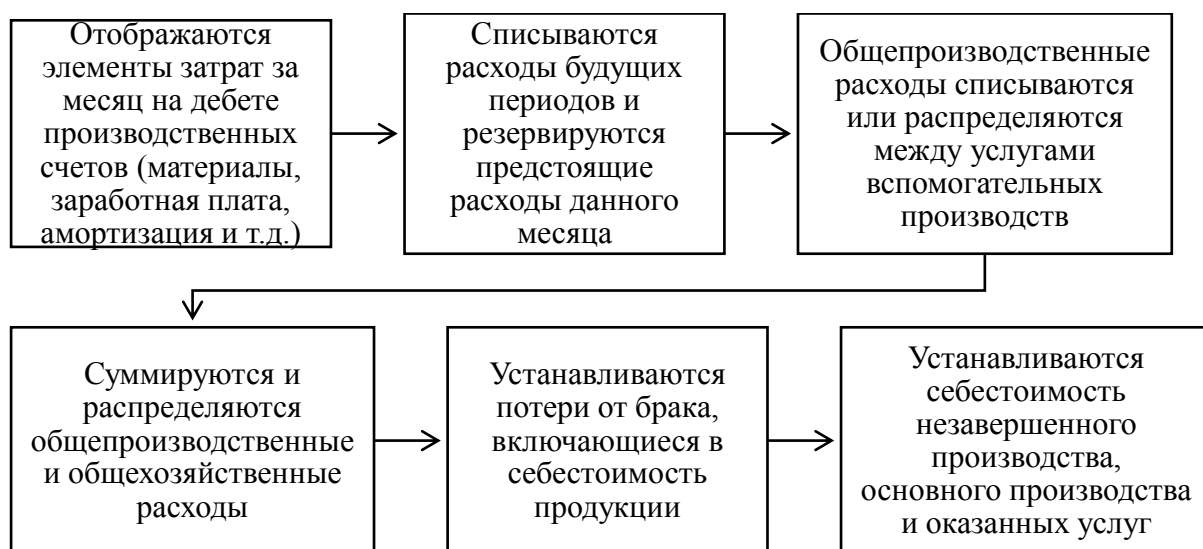 Отображаются
элементы затрат за
месяц на дебете
производственных
счетов (материалы,
заработная плата,
амортизация и т.д.)
Списываются
расходы будущих
периодов и
резервируются
предстоящие
расходы данного
месяца
Общепроизводственные
расходы списываются
или распределяются
между услугами
вспомогательных
производств
Суммируются и
распределяются
общепроизводственные
и общехозяйственные
расходы
Устанавливаются
потери от брака,
включающиеся в
себестоимость
продукции
Устанавливаются
себестоимость
незавершенного
производства,
основного производства
и оказанных услуг